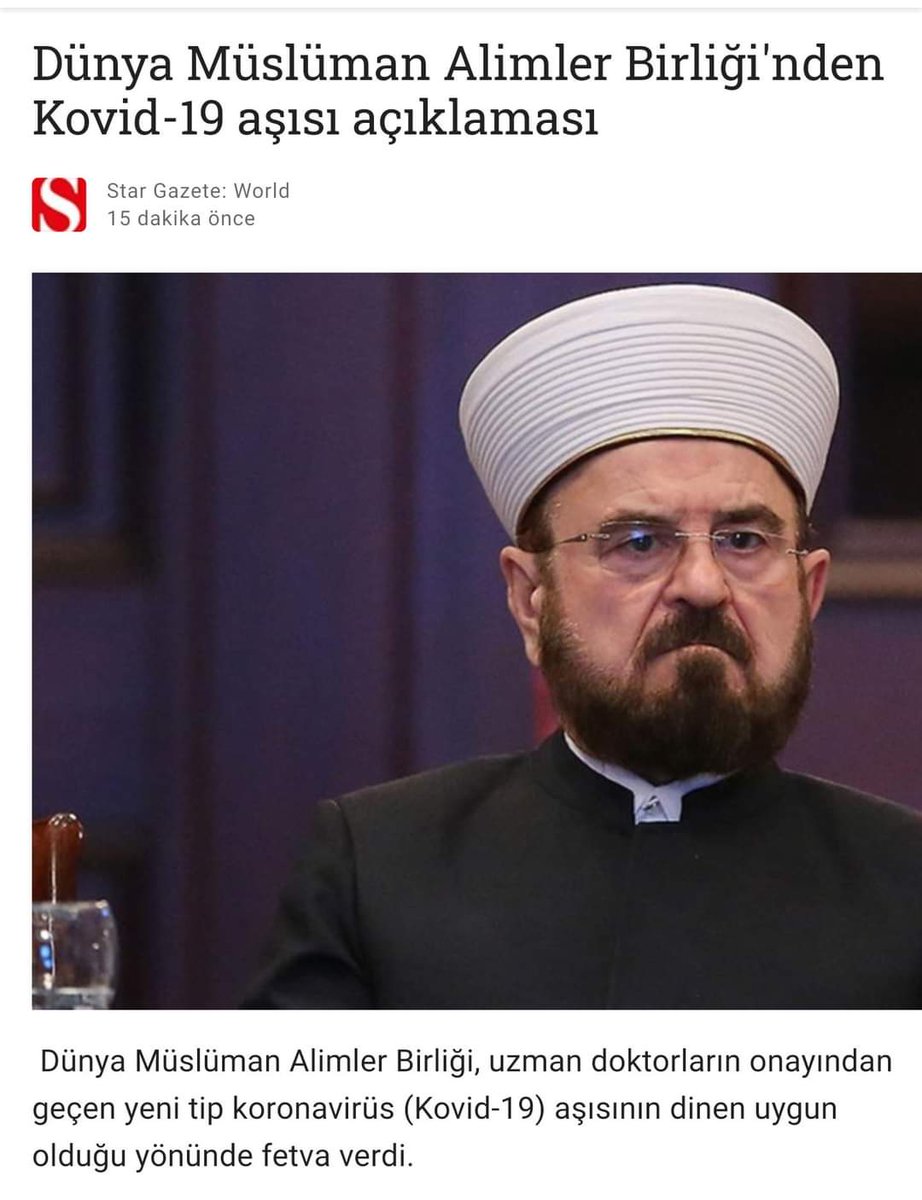 Dünya Müslüman Alimler Birliği'nden
Kovid-19 aşısı açıklaması
S
Star Gazete: World
15 dakika önce
Dünya Müslüman Alimler Birliği, uzman doktorların onayından
geçen yeni tip koronavirüs (Kovid-19) aşısının dinen uygun
olduğu yönünde fetva verdi.